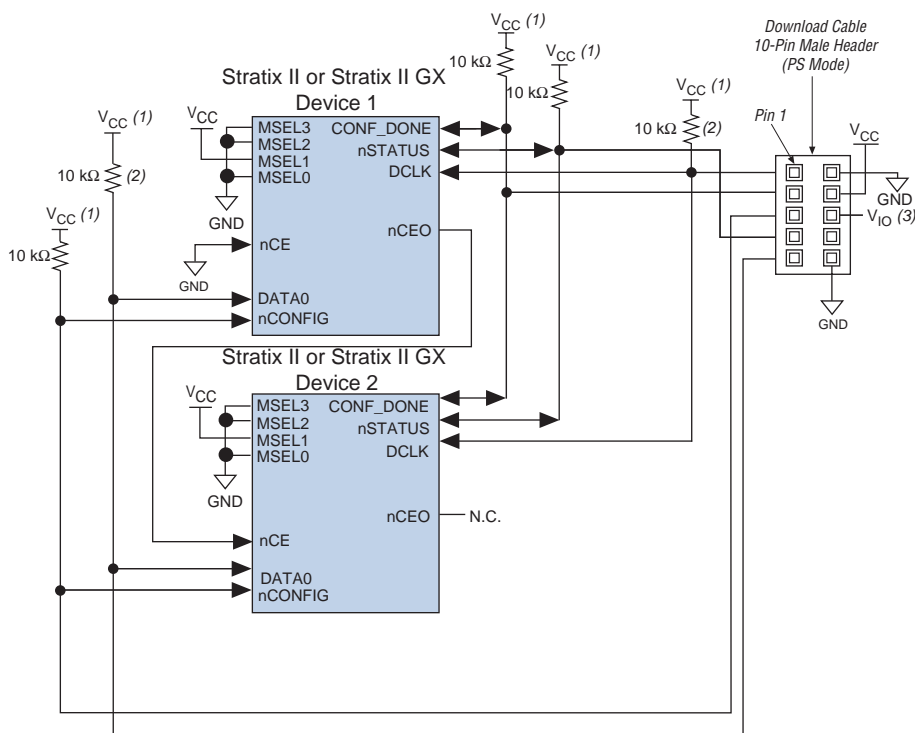 VCC (1)
10 kΩ
VCC (1)
10 kΩ
VCC (1)
10 kΩ (2)
Download Cable
10-Pin Male Header
(PS Mode)
Pin 1
VCC
GND
VIO (3)
GND
VCC (1)
10 kΩ (2)
VCC (1)
10 kΩ
Stratix II or Stratix II GX
Device 1
VCC
MSEL3
MSEL2
MSEL1
MSEL0
GND
CONF_DONE
nSTATUS
DCLK
nCEO
nCE
GND
DATA0
nCONFIG
Stratix II or Stratix II GX
Device 2
VCC
MSEL3
MSEL2
MSEL1
MSEL0
GND
CONF_DONE
nSTATUS
DCLK
nCEO
N.C.
nCE
DATA0
nCONFIG